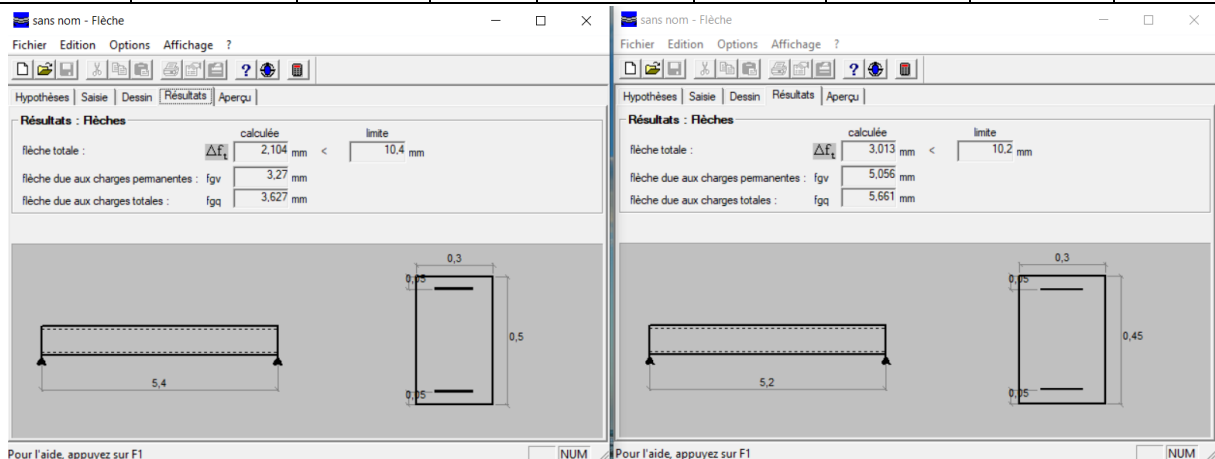 sans nom - Flèche
Fichier Edition Options Affichage ?
Hypothèses Saisie Dessin Résultats Aperçu
Résultats : Flèches
calculée limite
flèche totale : Δft 2,104 mm < 10,4 mm
flèche due aux charges permanentes : fgv 3,27 mm
flèche due aux charges totales : fgq 3,627 mm
0,3
0,05
0,5
5,4
0,05
Pour l'aide, appuyez sur F1 NUM
sans nom - Flèche
Fichier Edition Options Affichage ?
Hypothèses Saisie Dessin Résultats Aperçu
Résultats : Flèches
calculée limite
flèche totale : Δft 3,013 mm < 10,2 mm
flèche due aux charges permanentes : fgv 5,056 mm
flèche due aux charges totales : fgq 5,661 mm
0,3
0,05
0,45
5,2
0,05
Pour l'aide, appuyez sur F1 NUM